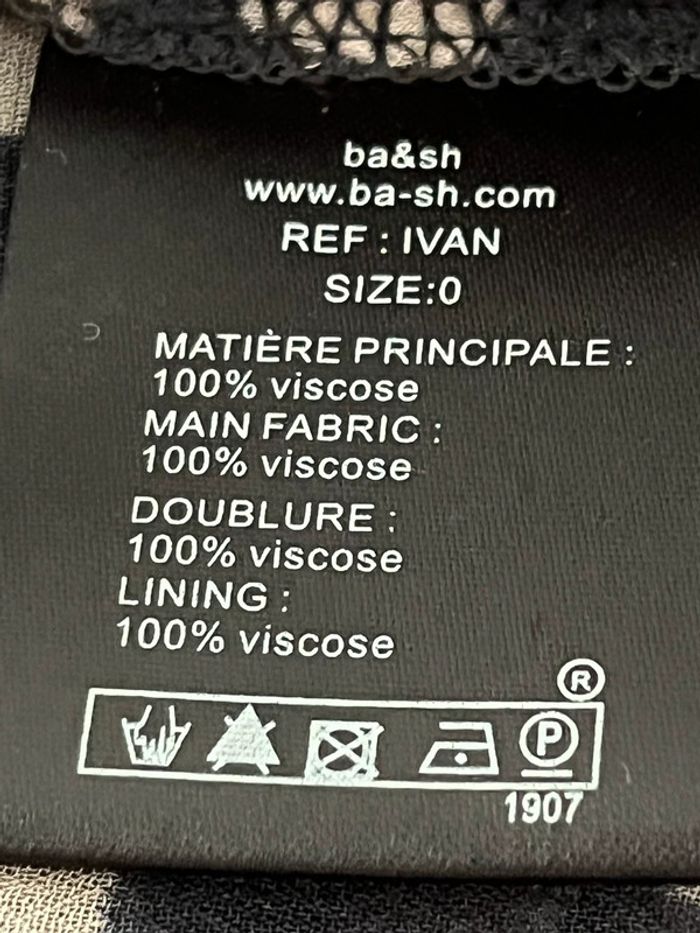 ba&sh
www.ba-sh.com
REF : IVAN
SIZE:0
MATIÈRE PRINCIPALE :
100% viscose
MAIN FABRIC :
100% viscose
DOUBLURE :
100% viscose
LINING :
100% viscose
®
P
1907